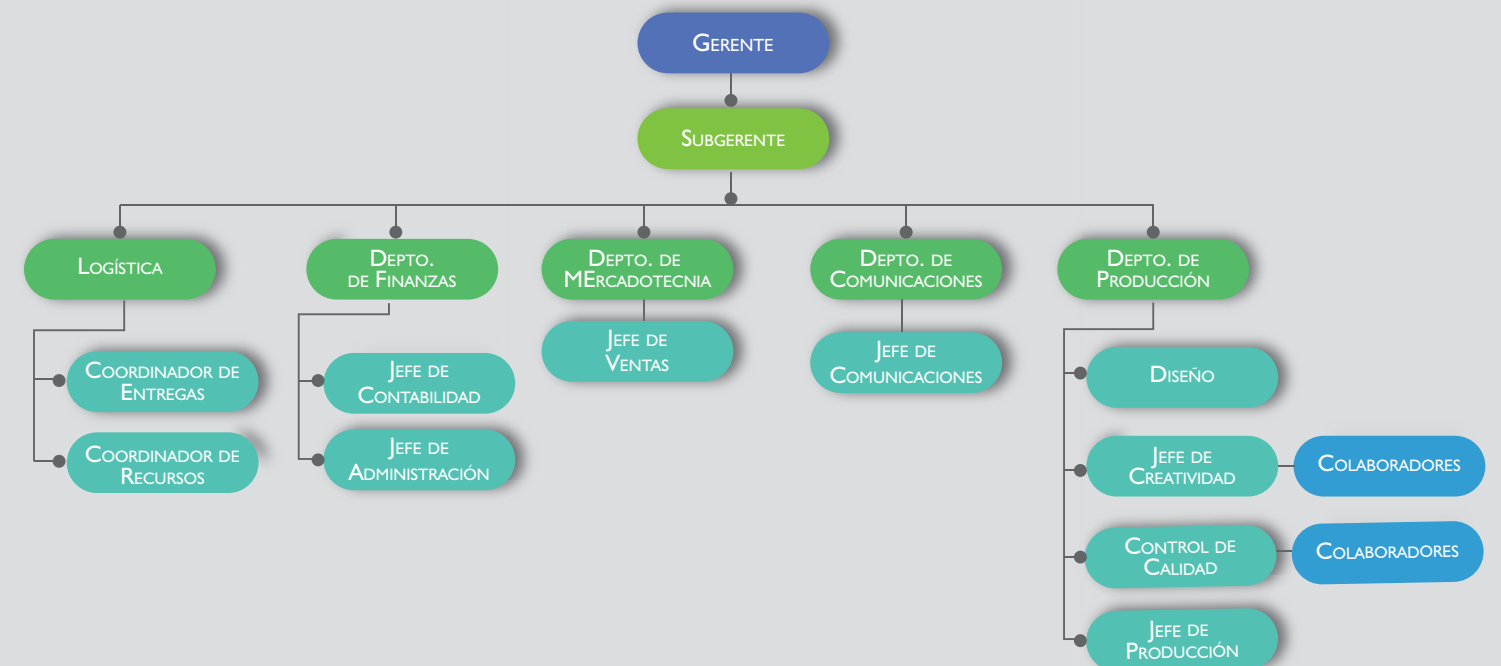 Gerente
Subgerente
Logística
Depto.
de Finanzas
Depto. de
MErcadotecnia
Depto. de
Comunicaciones
Depto. de
Producción
Coordinador de
Entregas
Coordinador de
Recursos
Jefe de
Contabilidad
Jefe de
Administración
Jefe de
Ventas
Jefe de
Comunicaciones
Diseño
Jefe de
Creatividad
Colaboradores
Control de
Calidad
Colaboradores
Jefe de
Producción